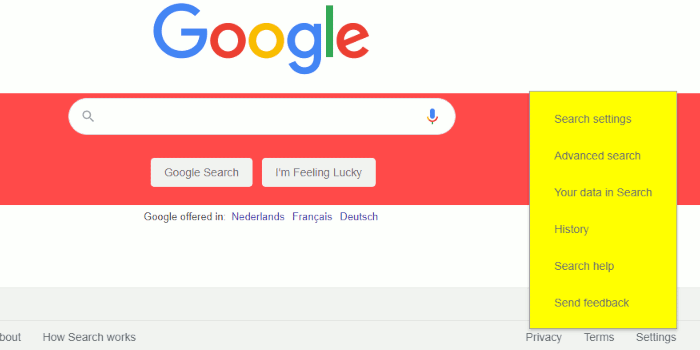 Google
Google Search
I'm Feeling Lucky
Google offered in: Nederlands Français Deutsch
Search settings
Advanced search
Your data in Search
History
Search help
Send feedback
bout
How Search works
Privacy
Terms
Settings